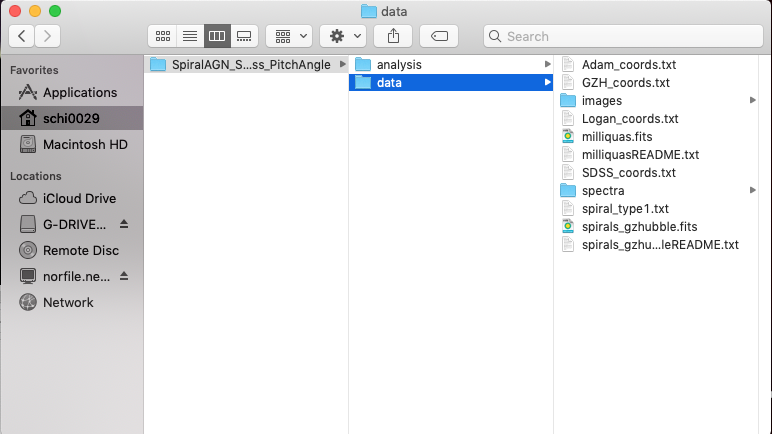 data
Search
Favorites
Applications
schi0029
Macintosh HD
Locations
iCloud Drive
G-DRIVE...
Remote Disc
norfile.ne...
Network
SpiralAGN_S...ss_PitchAngle
analysis
data
Adam_coords.txt
GZH_coords.txt
images
Logan_coords.txt
milliquas.fits
milliquasREADME.txt
SDSS_coords.txt
spectra
spiral_type1.txt
spirals_gzhubble.fits
spirals_gzhu...leREADME.txt